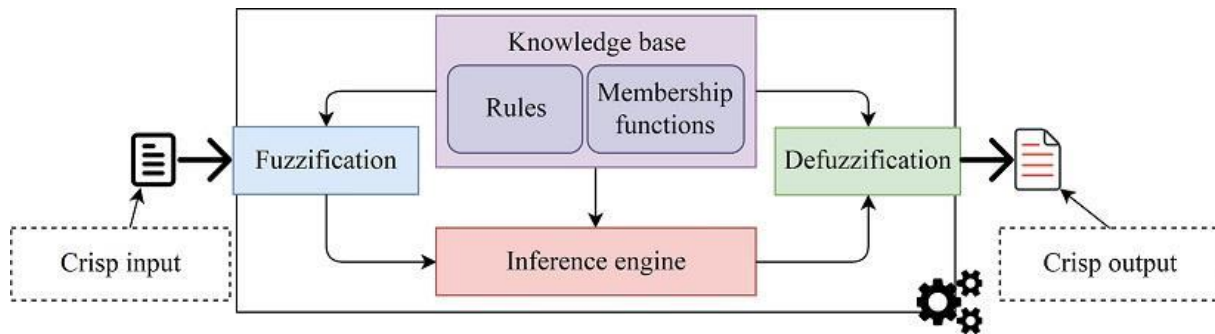 Knowledge base
Rules
Membership
functions
Fuzzification
Defuzzification
Crisp input
Inference engine
Crisp output